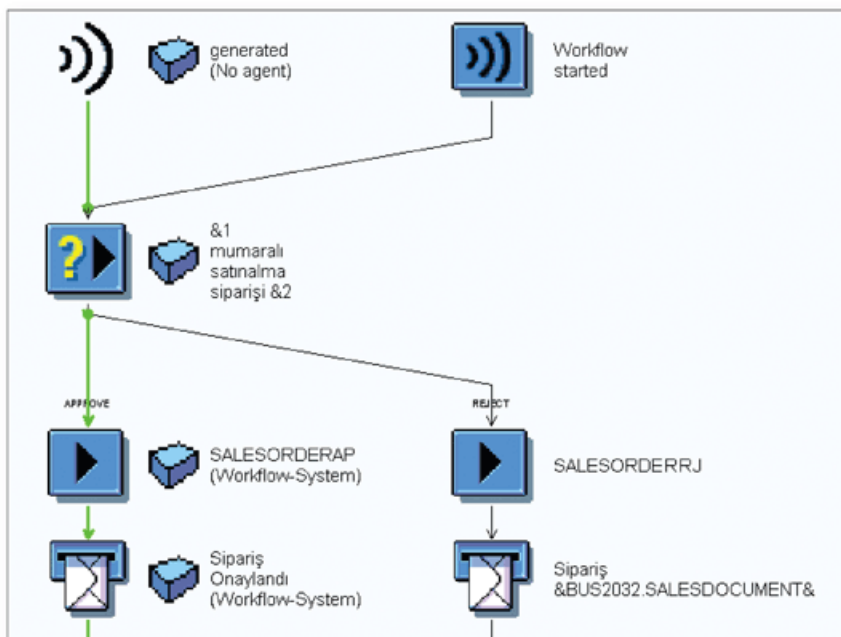 generated
(No agent)
Workflow
started
&1
mumaralı
satınalma
siparişi &2
APPROVE
REJECT
SALESORDERAP
(Workflow-System)
SALESORDERRJ
Sipariş
Onaylandı
(Workflow-System)
Sipariş
&BUS2032.SALESDOCUMENT&